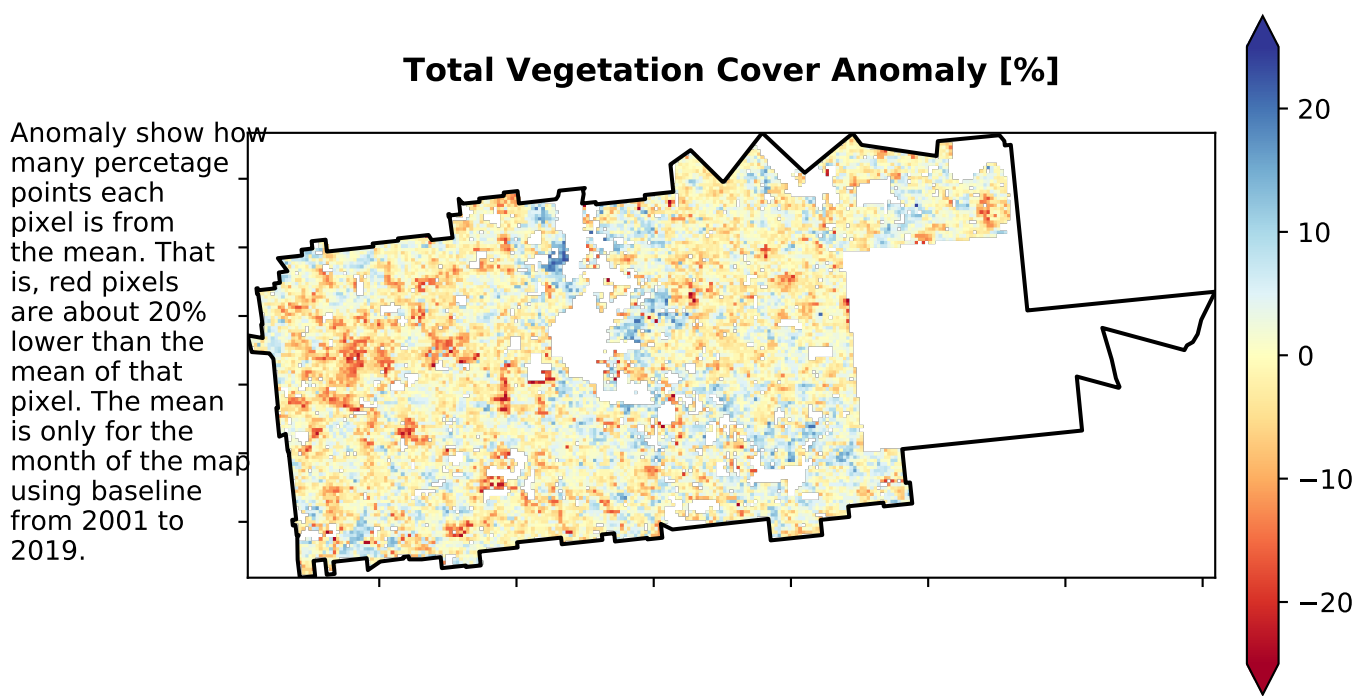 Total Vegetation Cover Anomaly [%]
Anomaly show how
many percetage
points each
pixel is from
the mean. That
is, red pixels
are about 20%
lower than the
mean of that
pixel. The mean
is only for the
month of the map
using baseline
from 2001 to
2019.
20
10
0
−10
−20